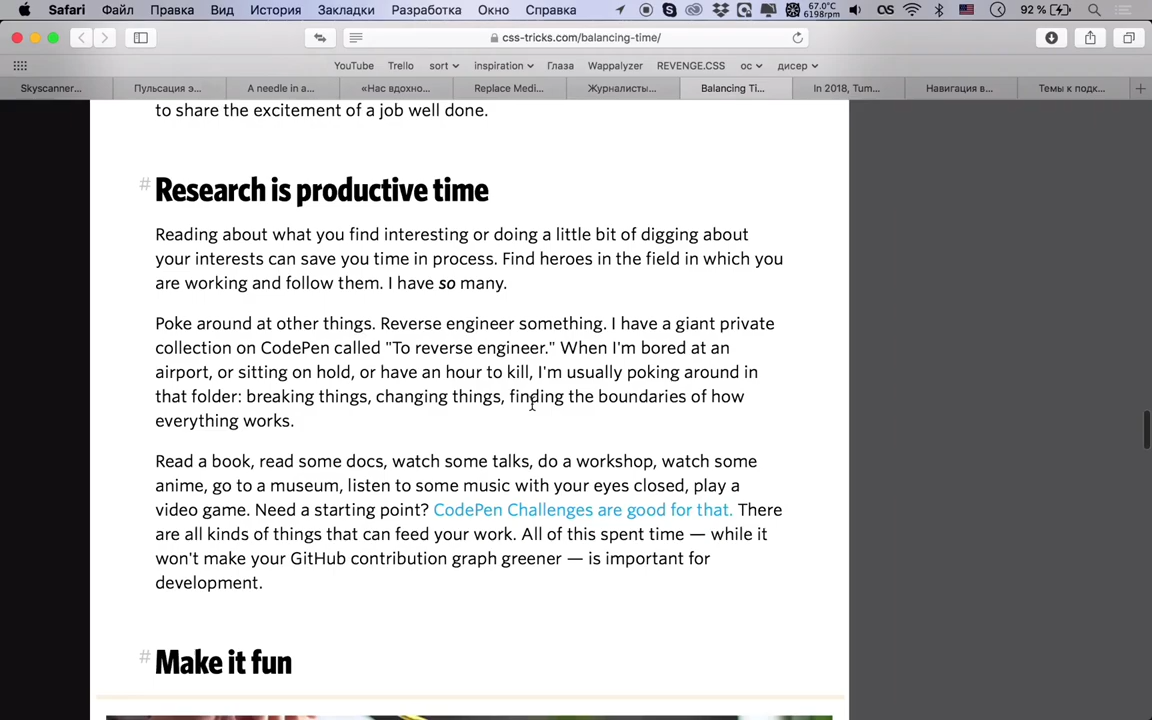 Safari Файл Правка Вид История Закладки Разработка Окно Справка 67.0°C 6198rpm 92 %
css-tricks.com/balancing-time/
YouTube Trello sort inspiration Глаза Wappalyzer REVENGE.CSS ос дисер
Skyscanner... Пульсация э... A needle in a... «Нас вдохно... Replace Medi... Журналисты... Balancing Ti... In 2018, Tum... Навигация в... Темы к подк...
to share the excitement of a job well done.
# Research is productive time
Reading about what you find interesting or doing a little bit of digging about
your interests can save you time in process. Find heroes in the field in which you
are working and follow them. I have so many.
Poke around at other things. Reverse engineer something. I have a giant private
collection on CodePen called "To reverse engineer." When I'm bored at an
airport, or sitting on hold, or have an hour to kill, I'm usually poking around in
that folder: breaking things, changing things, finding the boundaries of how
everything works.
Read a book, read some docs, watch some talks, do a workshop, watch some
anime, go to a museum, listen to some music with your eyes closed, play a
video game. Need a starting point? CodePen Challenges are good for that. There
are all kinds of things that can feed your work. All of this spent time — while it
won't make your GitHub contribution graph greener — is important for
development.
# Make it fun